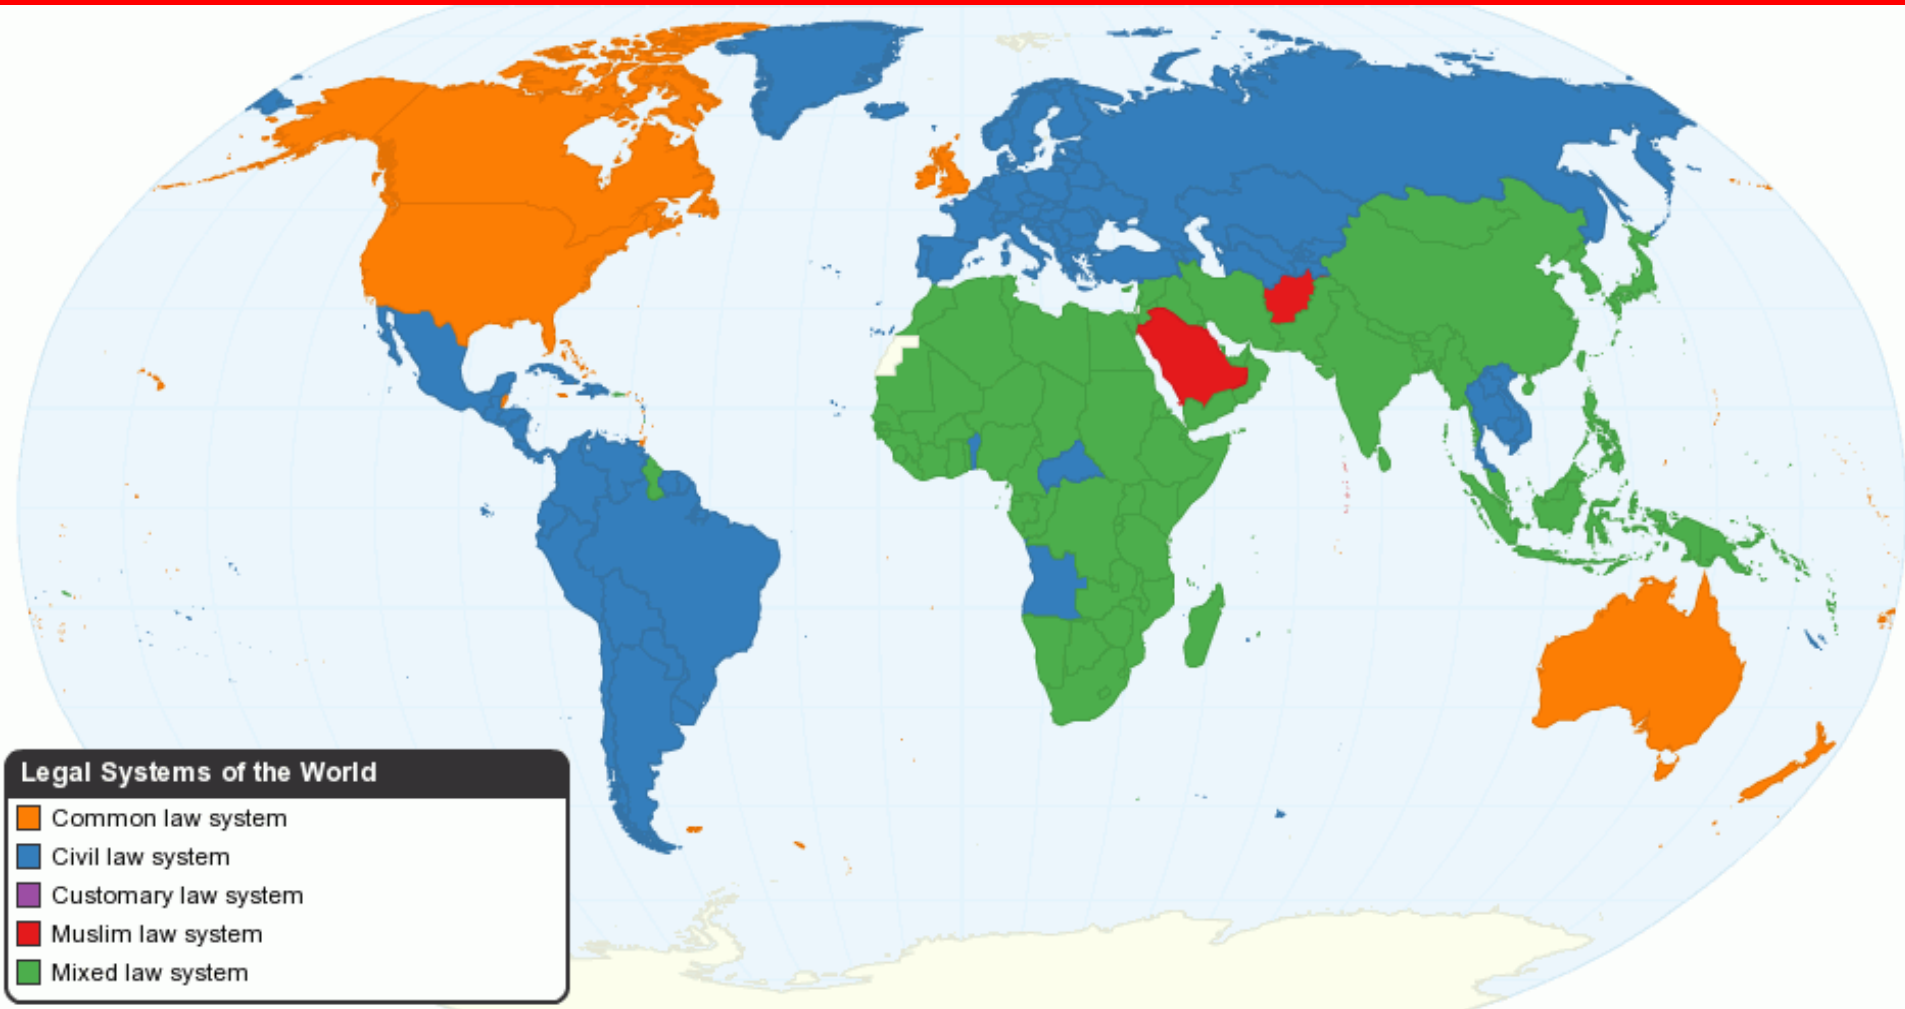 Legal Systems of the World
Common law system
Civil law system
Customary law system
Muslim law system
Mixed law system